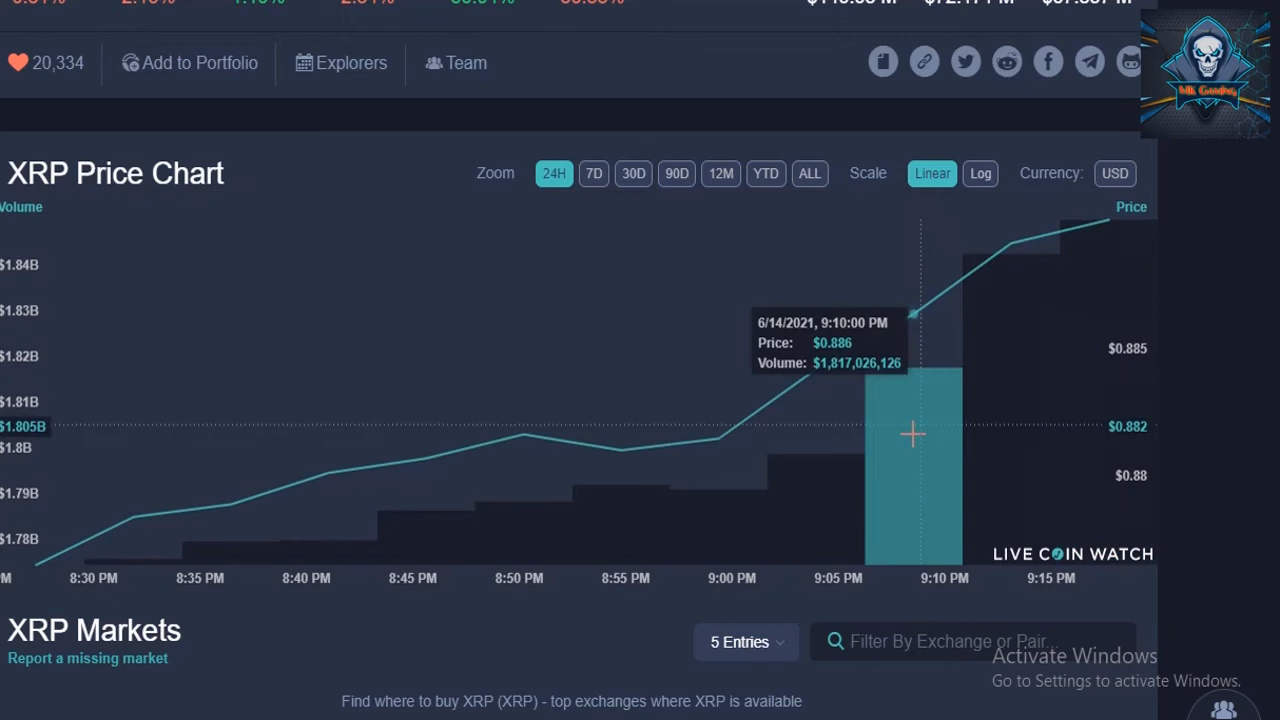 20,334 Add to Portfolio Explorers Team
MK GAMING
XRP Price Chart Zoom 24H 7D 30D 90D 12M YTD ALL Scale Linear Log Currency: USD
Volume Price
$1.84B
$1.83B
6/14/2021, 9:10:00 PM
Price: $0.886
Volume: $1,817,026,126
$1.82B $0.885
$1.81B
$1.805B $0.882
$1.8B
$0.88
$1.79B
$1.78B
LIVE COIN WATCH
PM 8:30 PM 8:35 PM 8:40 PM 8:45 PM 8:50 PM 8:55 PM 9:00 PM 9:05 PM 9:10 PM 9:15 PM
XRP Markets
5 Entries Filter By Exchange or Pair...
Report a missing market
Activate Windows
Go to Settings to activate Windows.
Find where to buy XRP (XRP) - top exchanges where XRP is available